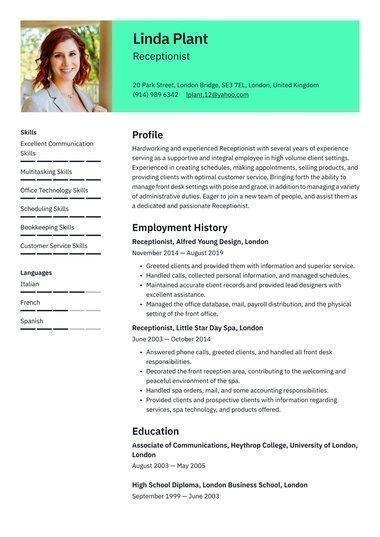 Linda Plant
Receptionist
20 Park Street, London Bridge, SE3 7EL, London, United Kingdom
(914) 989 6342 lplant.12@yahoo.com
Skills
Excellent Communication
Skills
Multitasking Skills
Office Technology Skills
Scheduling Skills
Bookkeeping Skills
Customer Service Skills
Languages
Italian
French
Spanish
Profile
Hardworking and experienced Receptionist with several years of experience
serving as a supportive and integral employee in high volume client settings.
Experienced in creating schedules, making appointments, selling products, and
providing clients with optimal customer service. Bringing forth the ability to
manage front desk settings with poise and grace, in addition to managing a variety
of administrative duties. Eager to join a new team of people, and assist them as
a dedicated and passionate Receptionist.
Employment History
Receptionist, Alfred Young Design, London
November 2014 — August 2019
• Greeted clients and provided them with information and superior service.
• Handled calls, collected personal information, and managed schedules.
• Maintained accurate client records and provided lead designers with
excellent assistance.
• Managed the office database, mail, payroll distribution, and the physical
setting of the front office.
Receptionist, Little Star Day Spa, London
June 2003 — October 2014
• Answered phone calls, greeted clients, and handled all front desk
responsibilities.
• Decorated the front reception area, contributing to the welcoming and
peaceful environment of the spa.
• Handled spa orders, mail, and some accounting responsibilities.
• Provided clients and prospective clients with information regarding
services, spa technology, and products offered.
Education
Associate of Communications, Heythrop College, University of London,
London
August 2003 — May 2005
High School Diploma, London Business School, London
September 1999 — June 2003